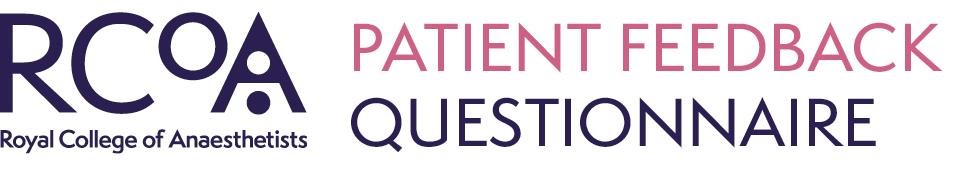 RCOA
Royal College of Anaesthetists
PATIENT FEEDBACK
QUESTIONNAIRE